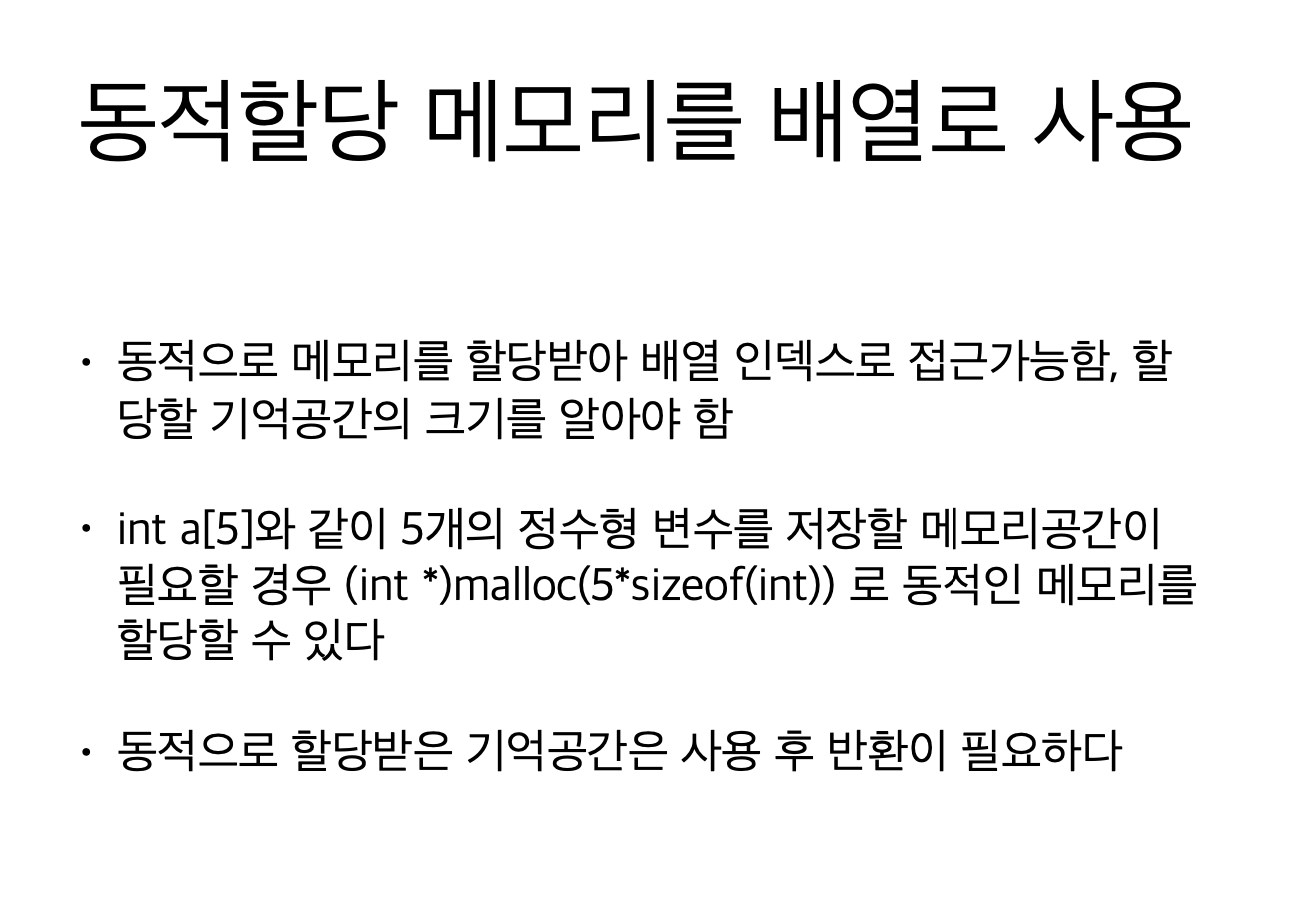 동적할당 메모리를 배열로 사용
• 동적으로 메모리를 할당받아 배열 인덱스로 접근가능함, 할
당할 기억공간의 크기를 알아야 함
• int a[5]와 같이 5개의 정수형 변수를 저장할 메모리공간이
필요할 경우 (int *)malloc(5*sizeof(int)) 로 동적인 메모리를
할당할 수 있다
• 동적으로 할당받은 기억공간은 사용 후 반환이 필요하다